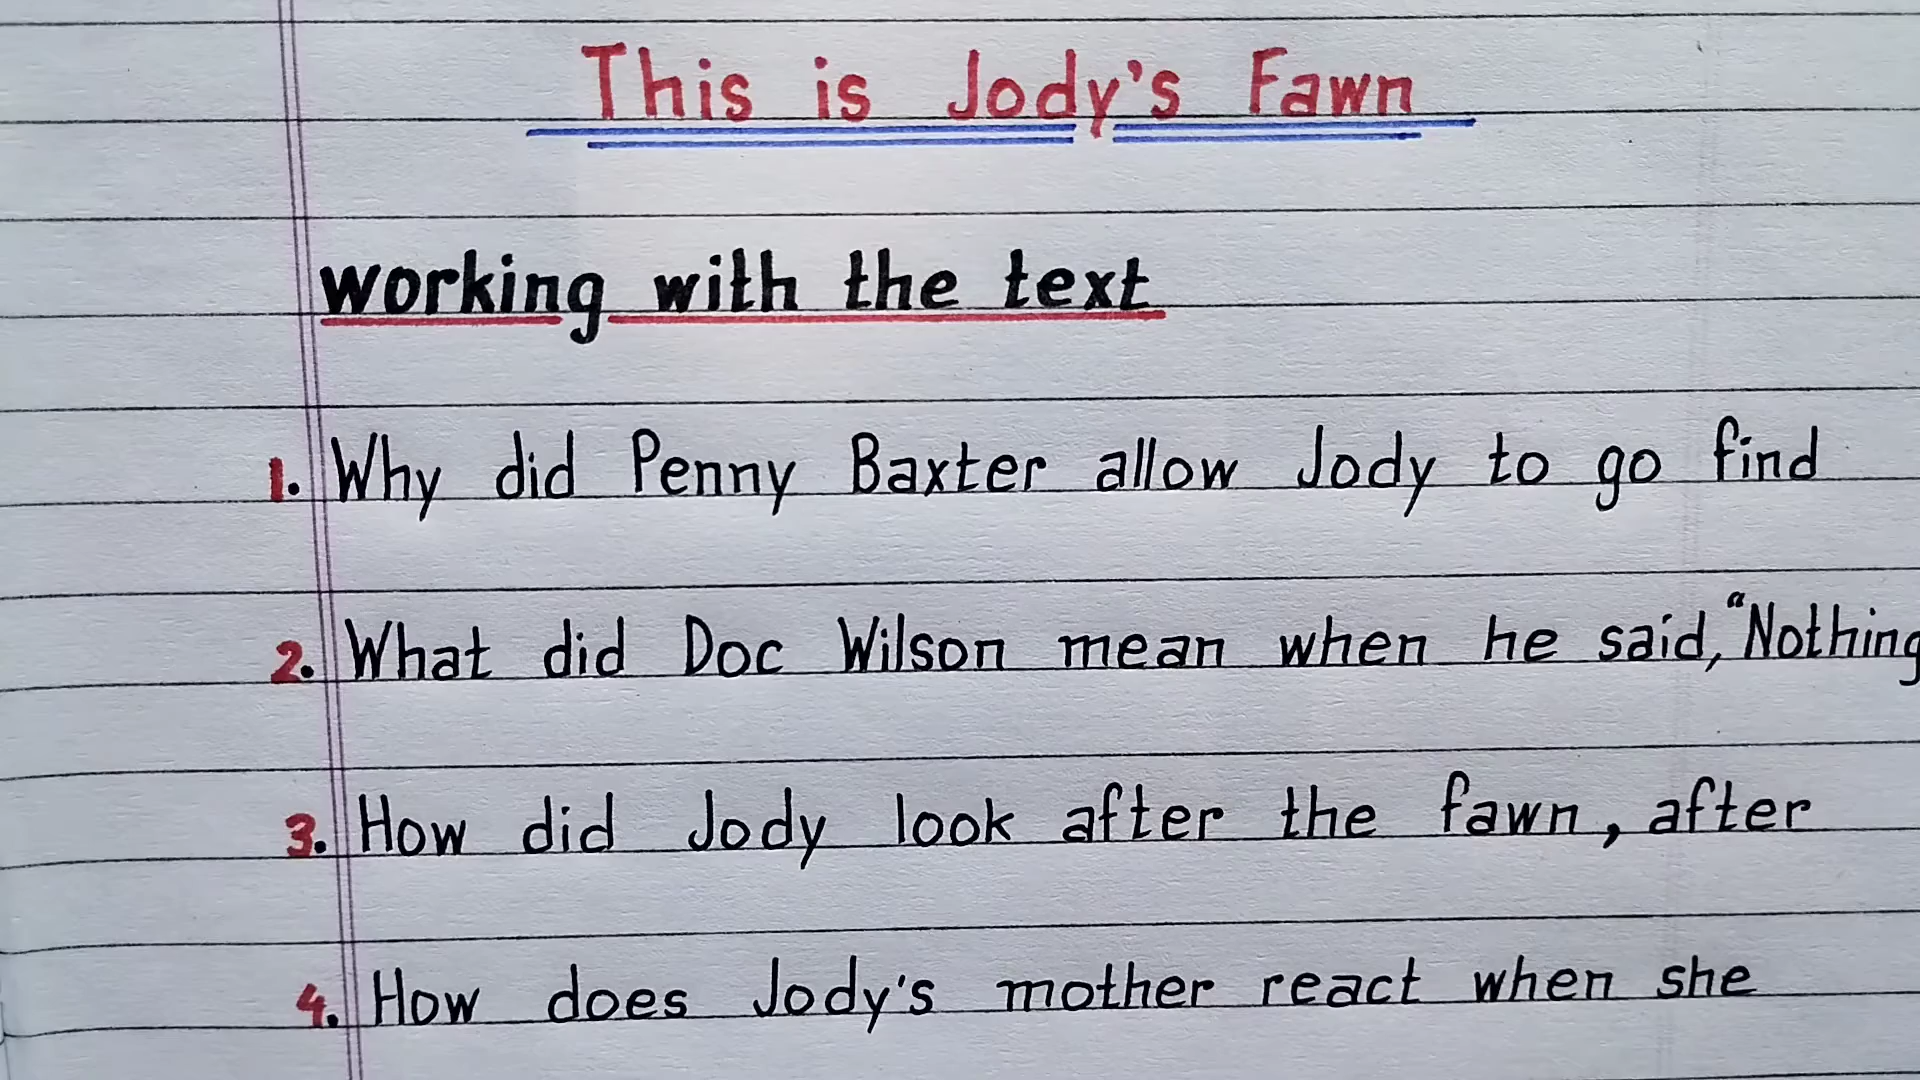 This is Jody's Fawn
working with the text
1. Why did Penny Baxter allow Jody to go find
2. What did Doc Wilson mean when he said, "Nothing
3. How did Jody look after the fawn, after
4. How does Jody's mother react when she